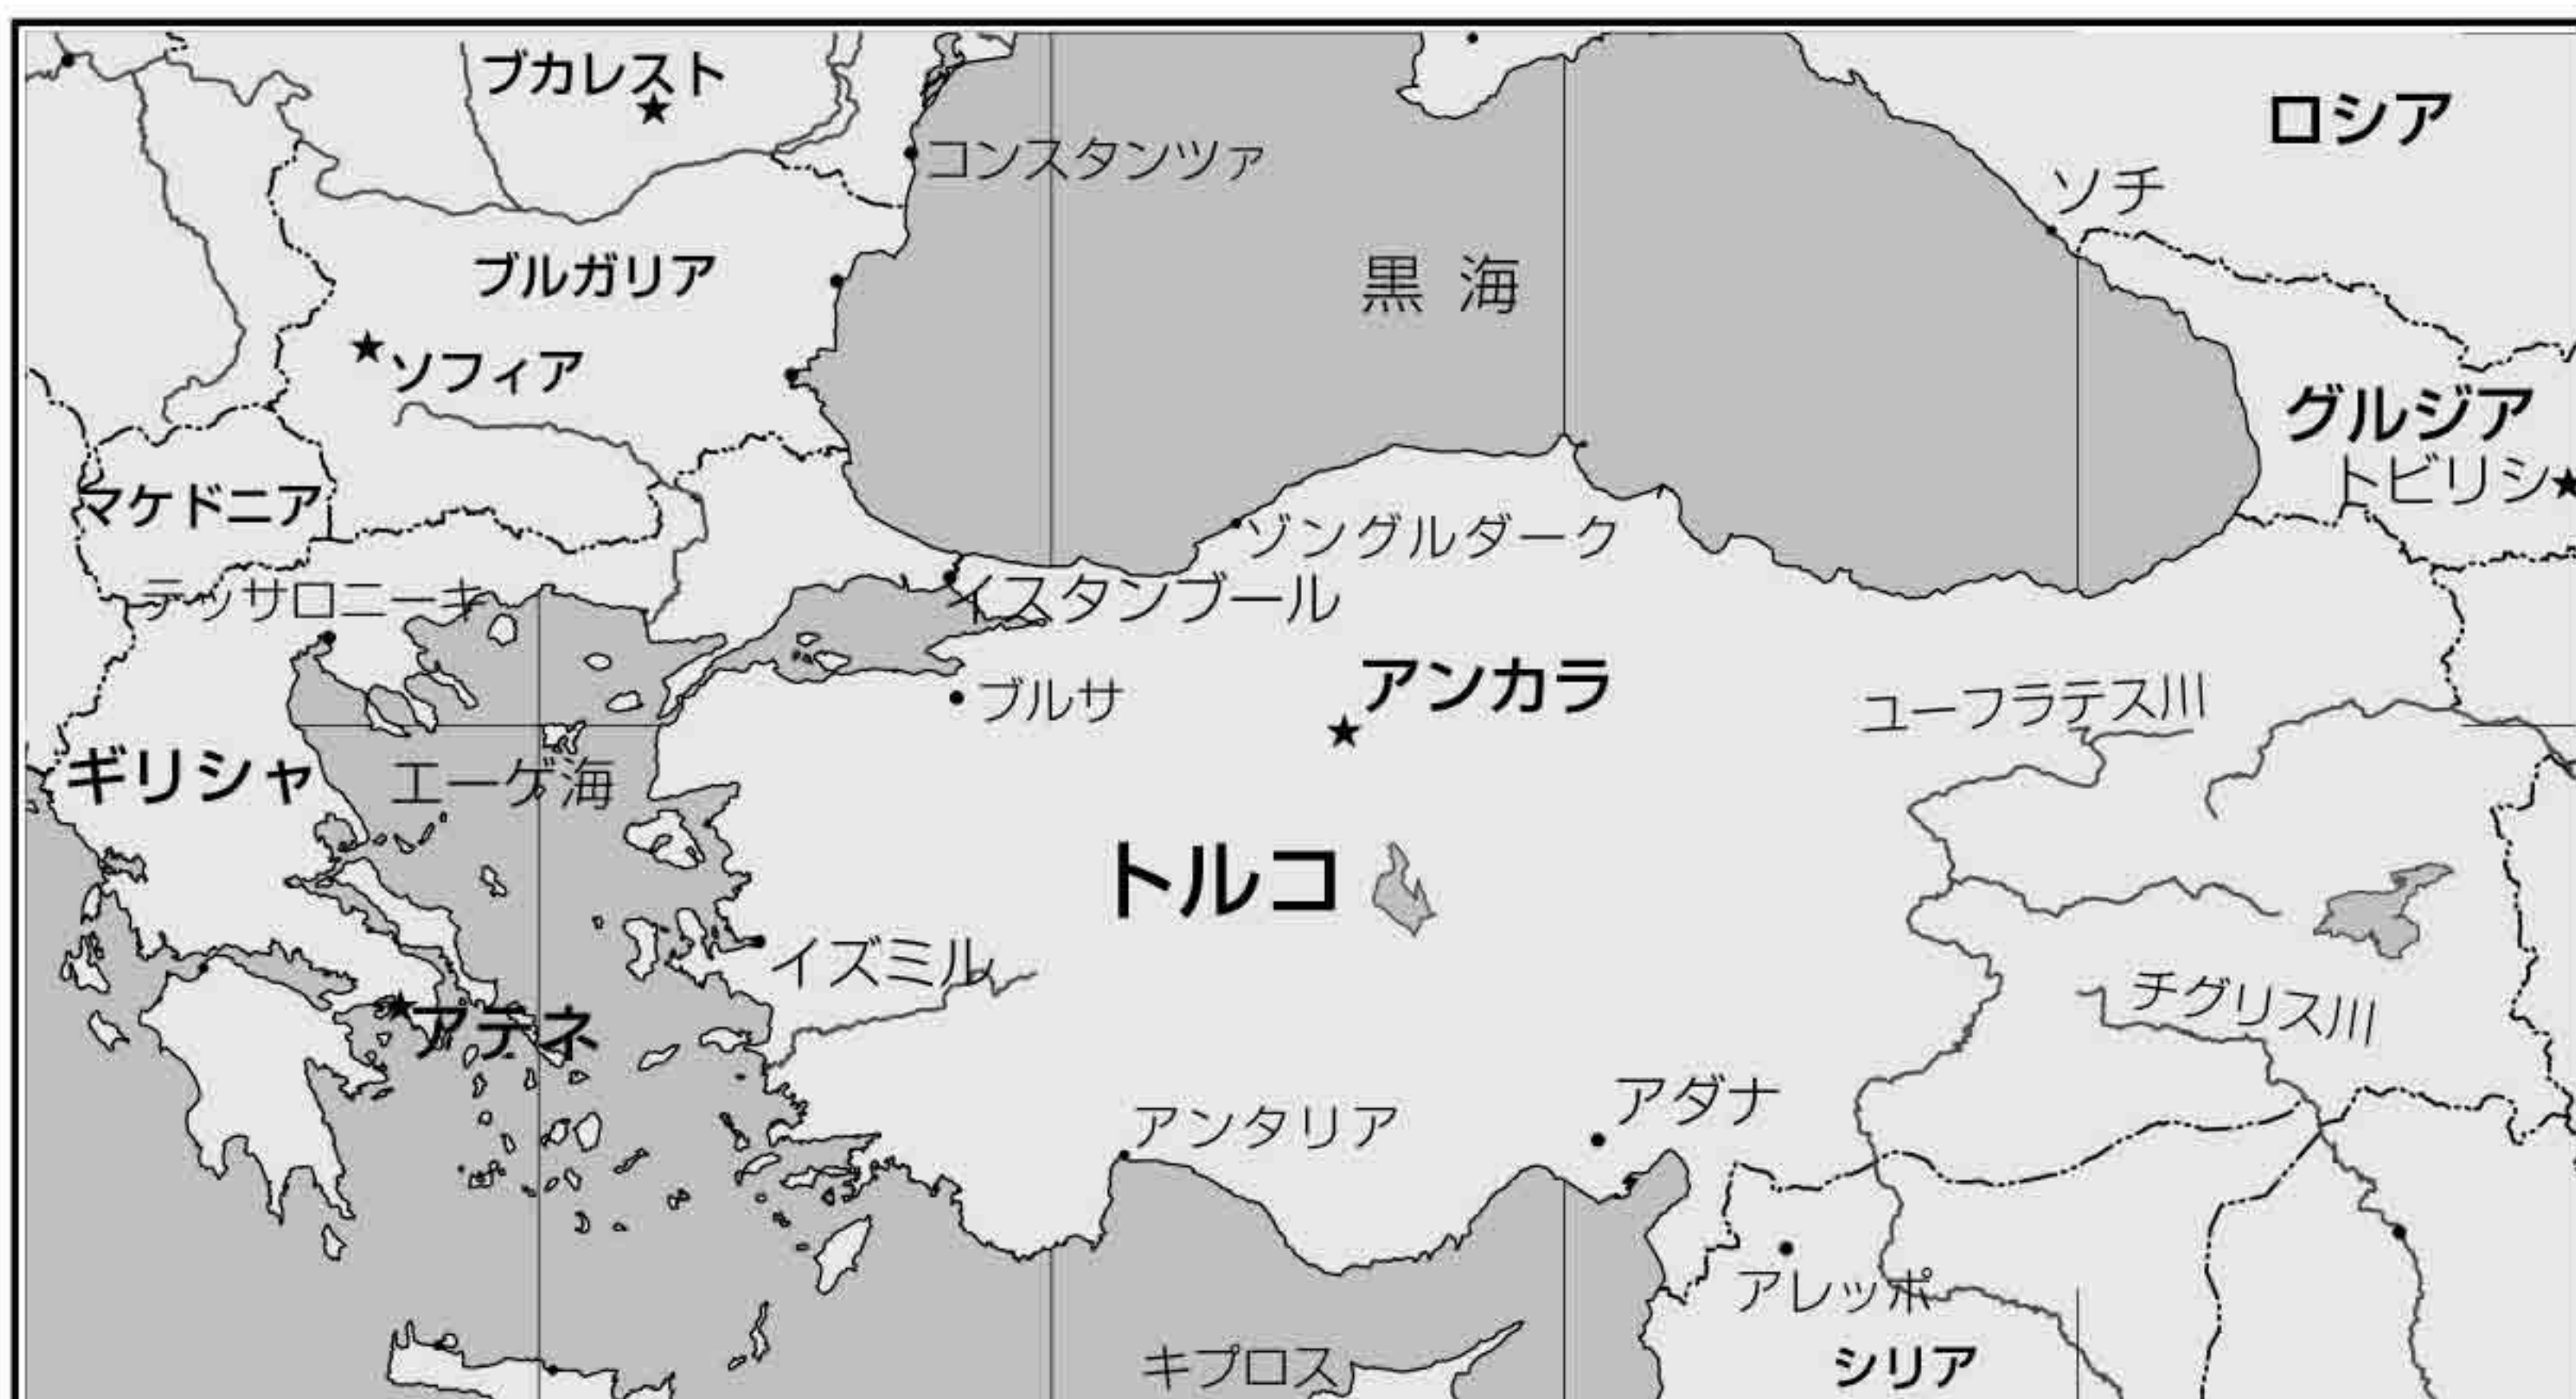 ブカレスト
ロシア
コンスタンツァ
ソチ
ブルガリア
黒海
ソフィア
グルジア
トビリシ
マケドニア
ゾングルダーク
テッサロニーキ
イスタンブール
ブルサ
アンカラ
ユーフラテス川
ギリシャ
エーゲ海
トルコ
イズミル
チグリス川
アテネ
アダナ
アンタリア
アレッポ
キプロス
シリア